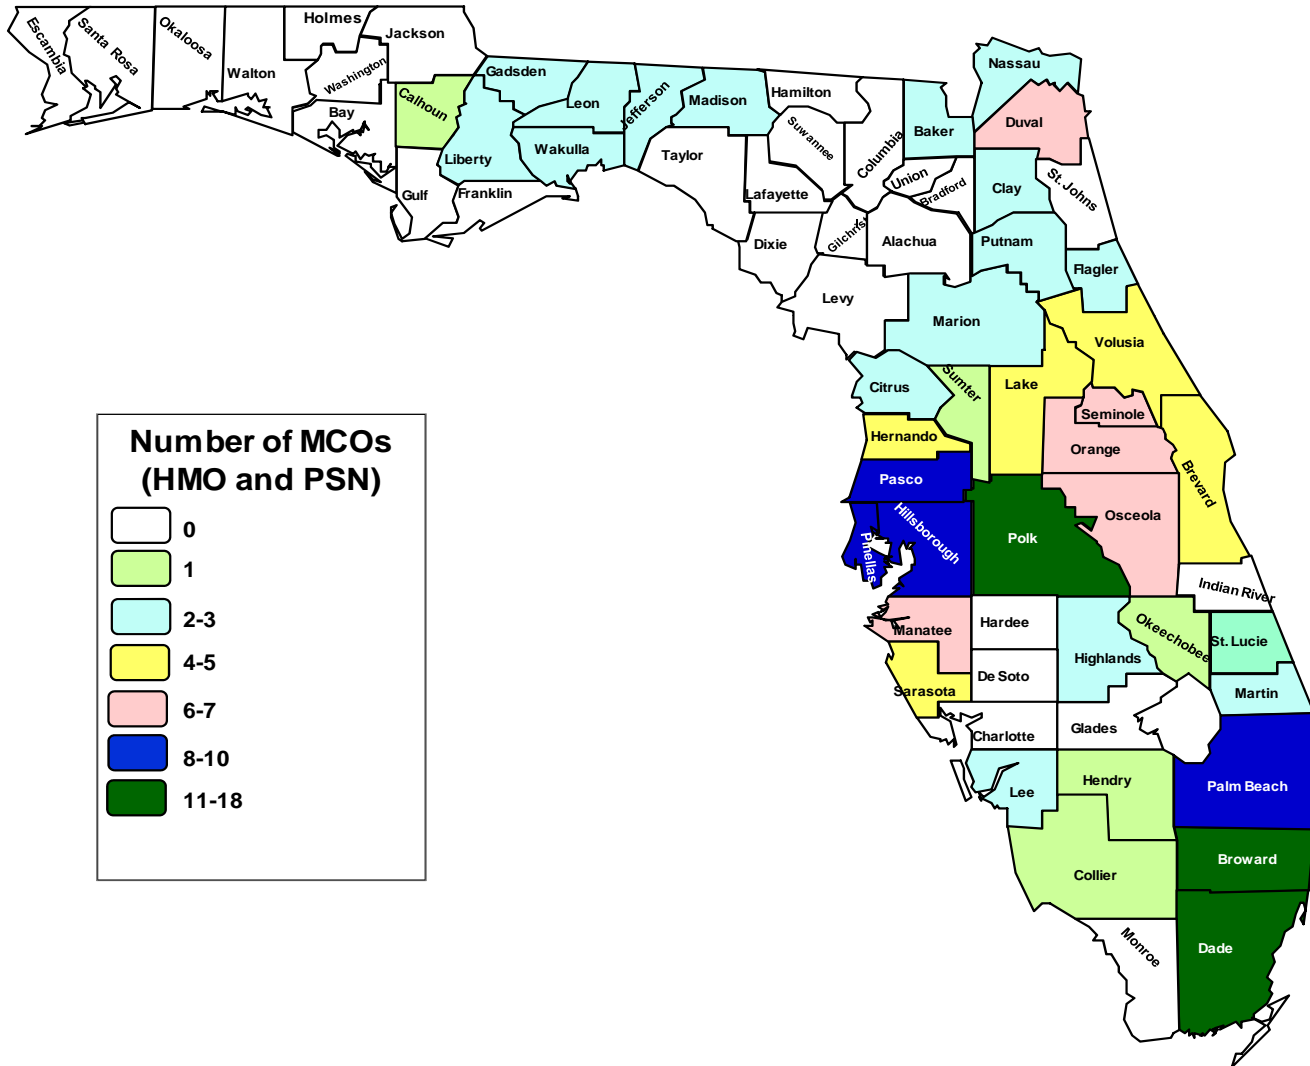 Escambia
Santa Rosa
Okaloosa
Walton
Holmes
Washington
Jackson
Bay
Calhoun
Gulf
Gadsden
Liberty
Franklin
Leon
Wakulla
Jefferson
Madison
Taylor
Hamilton
Suwannee
Lafayette
Dixie
Columbia
Gilchrist
Levy
Baker
Union
Bradford
Alachua
Nassau
Duval
Clay
St. Johns
Putnam
Flagler
Marion
Volusia
Citrus
Sumter
Lake
Hernando
Seminole
Orange
Brevard
Pasco
Pinellas
Hillsborough
Polk
Osceola
Indian River
Manatee
Hardee
Highlands
Okeechobee
St. Lucie
Sarasota
De Soto
Martin
Charlotte
Glades
Lee
Hendry
Palm Beach
Collier
Broward
Monroe
Dade
Number of MCOs
(HMO and PSN)
0
1
2-3
4-5
6-7
8-10
11-18